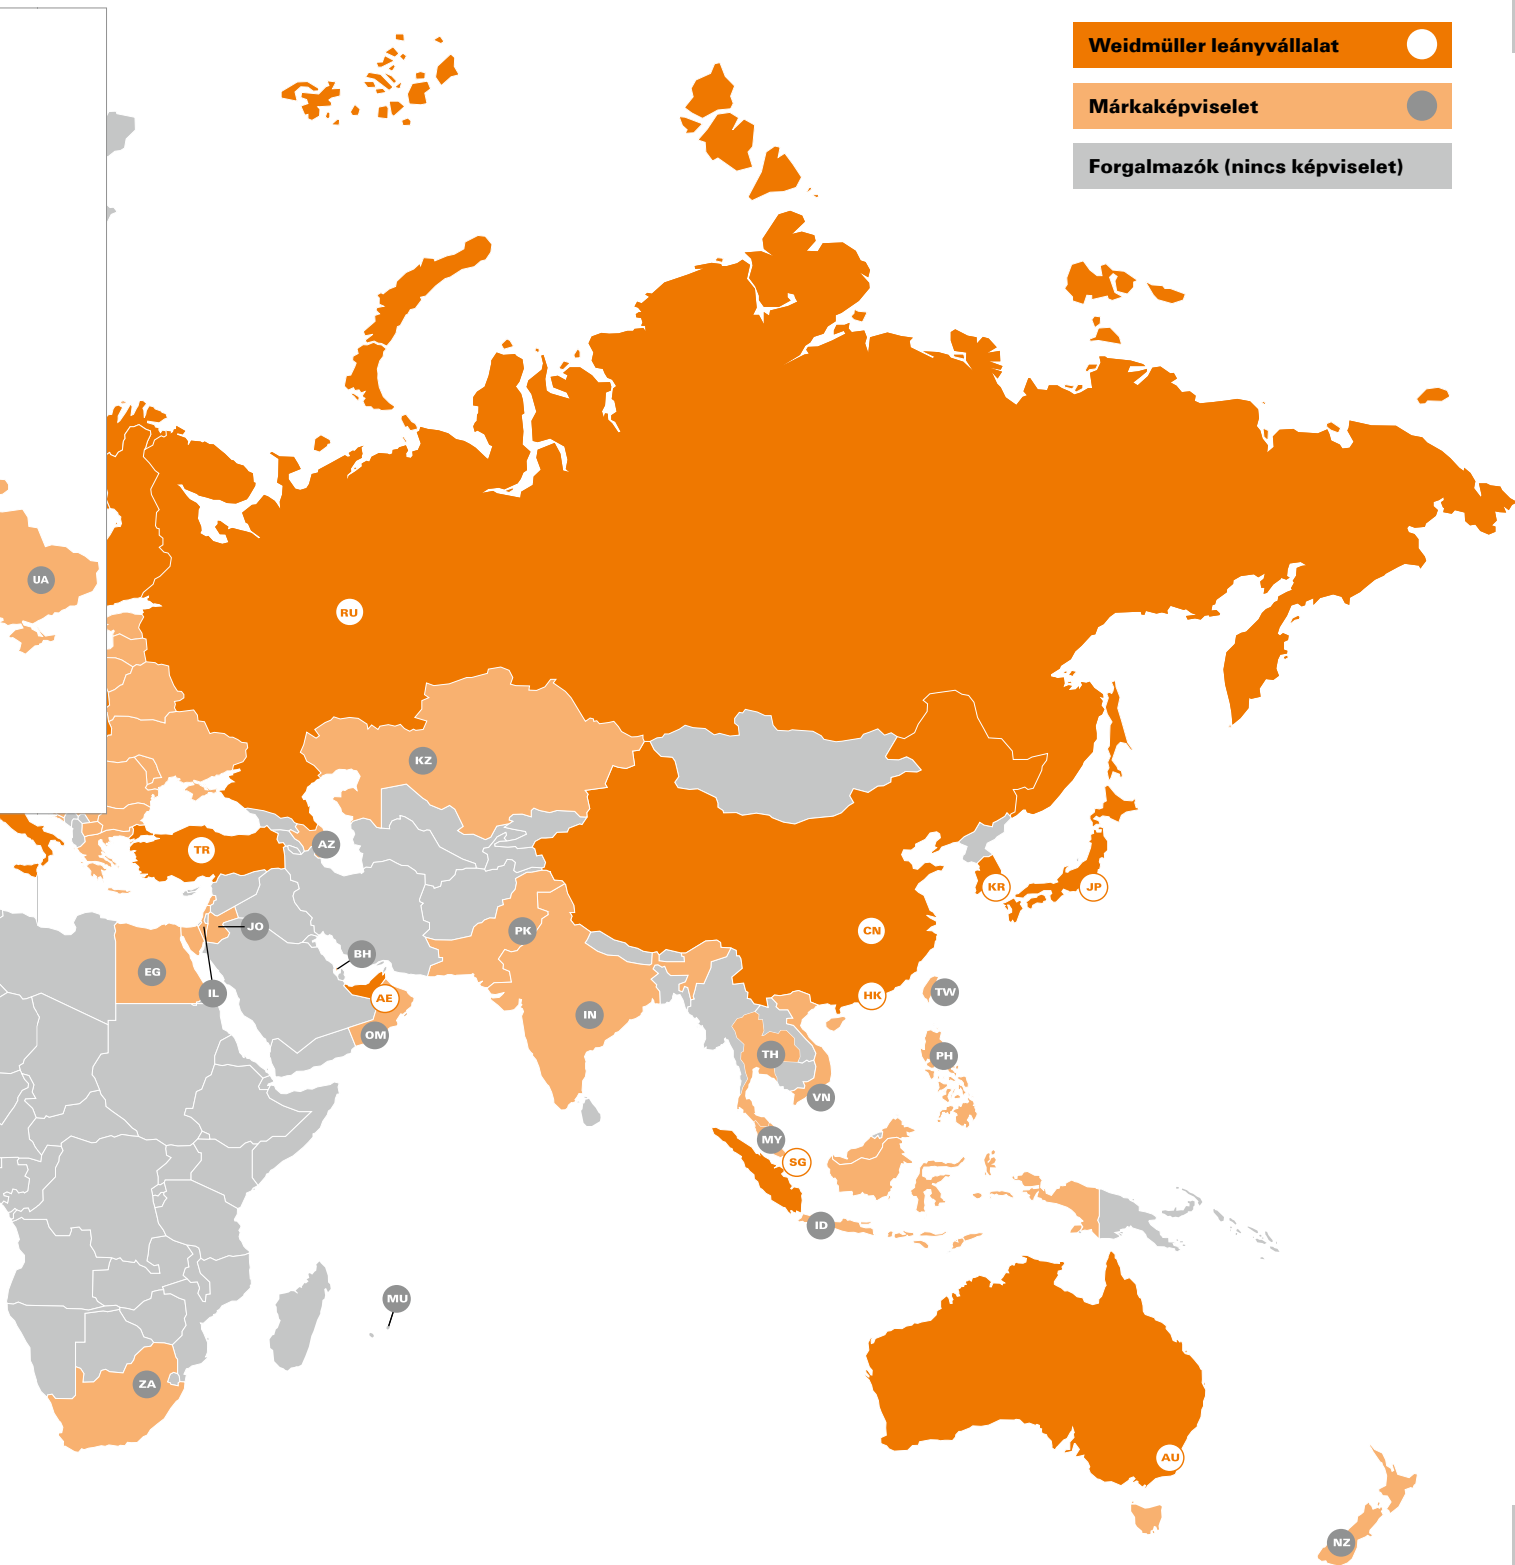 Weidmüller leányvállalat
Márkaképviselet
Forgalmazók (nincs képviselet)
UA
RU
KZ
TR
AZ
KR
JP
JO
PK
CN
BH
EG
IL
AE
HK
TW
IN
OM
TH
PH
VN
MY
SG
ID
MU
ZA
AU
NZ